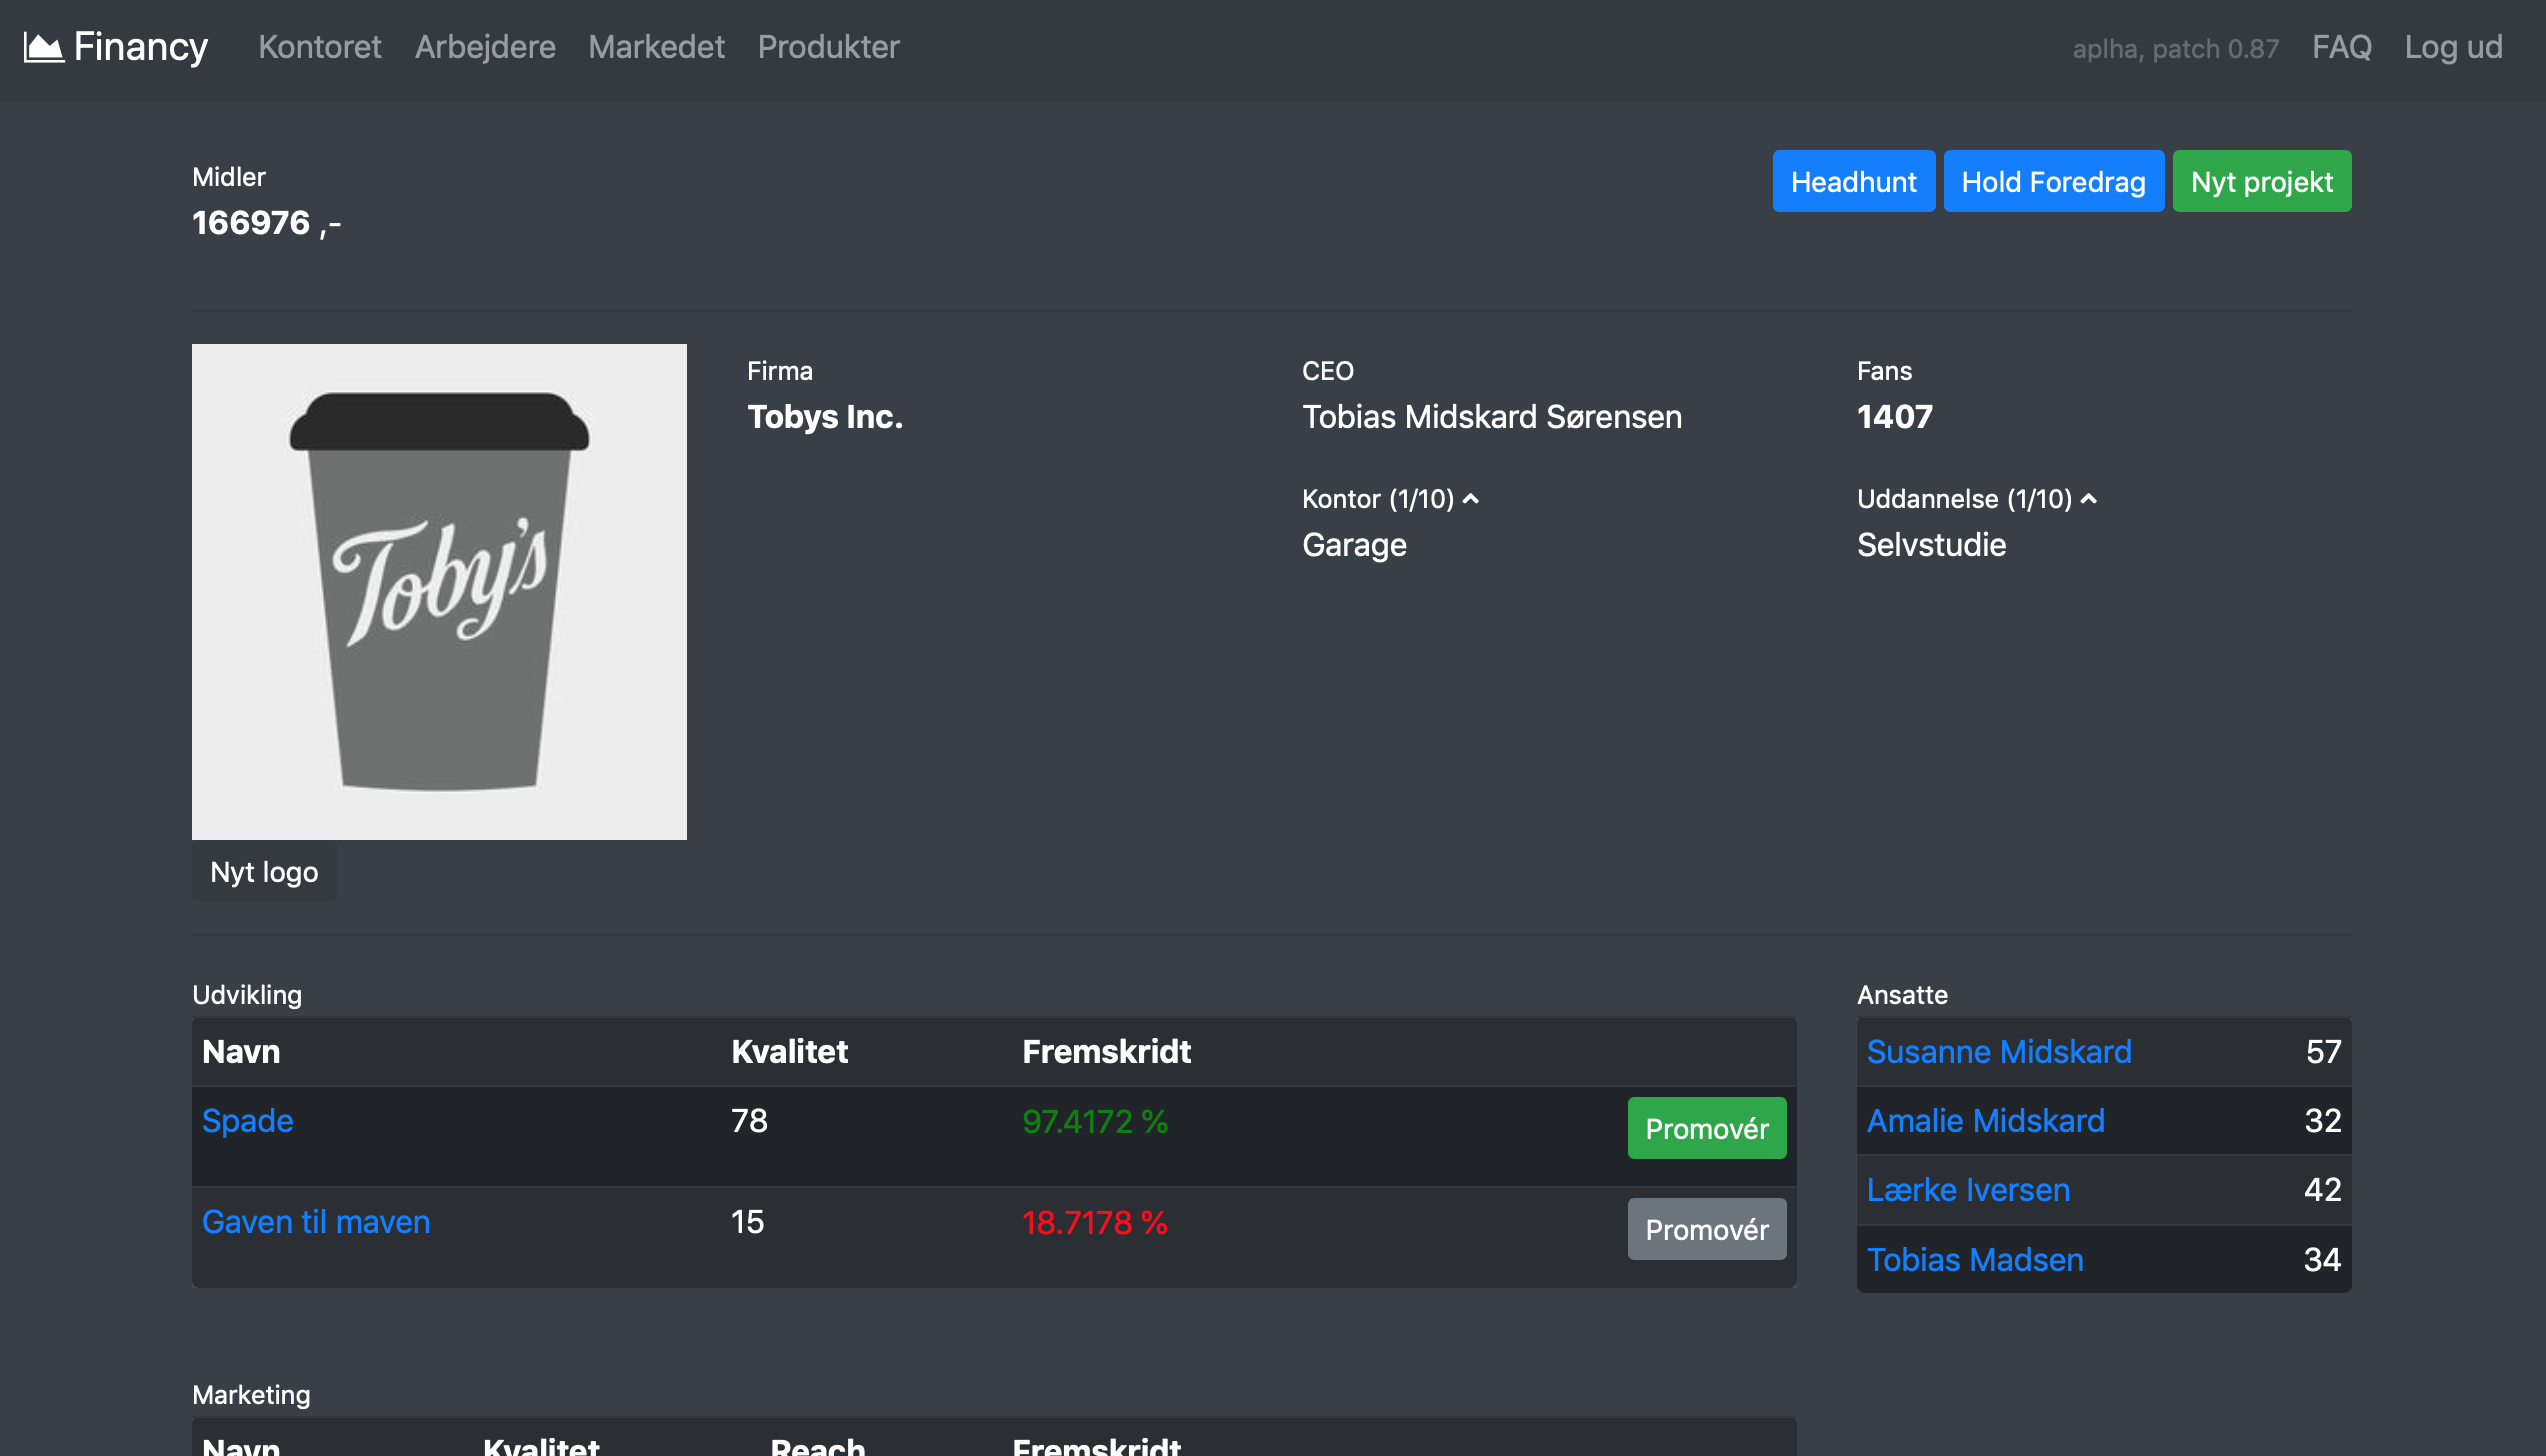 Financy Kontoret Arbejdere Markedet Produkter aplha, patch 0.87 FAQ Log ud
Midler
166976 ,-
Headhunt Hold Foredrag Nyt projekt
Toby's
Nyt logo
Firma
Tobys Inc.
CEO
Tobias Midskard Sørensen
Fans
1407
Kontor (1/10)
Garage
Uddannelse (1/10)
Selvstudie
Udvikling
Navn Kvalitet Fremskridt
Spade 78 97.4172 % Promovér
Gaven til maven 15 18.7178 % Promovér
Ansatte
Susanne Midskard 57
Amalie Midskard 32
Lærke Iversen 42
Tobias Madsen 34
Marketing
Navn Kvalitet Reach Fremskridt